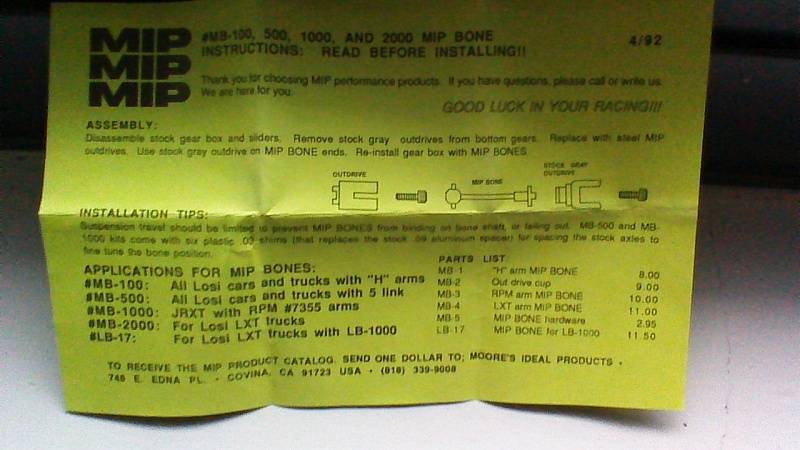 MIP
MIP
MIP
#MB-100, 500, 1000, AND 2000 MIP BONE
INSTRUCTIONS: READ BEFORE INSTALLING!!
4/92
Thank you for choosing MIP performance products. If you have questions, please call or write us.
We are here for you.
GOOD LUCK IN YOUR RACING!!!
ASSEMBLY:
Disassemble stock gear box and sliders. Remove stock gray outdrives from bottom gears. Replace with steel MIP
outdrives. Use stock gray outdrive on MIP BONE ends. Re-install gear box with MIP BONES.
OUTDRIVE
MIP BONE
STOCK GRAY
OUTDRIVE
INSTALLATION TIPS:
Suspension travel should be limited to prevent MIP BONES from binding on bone shaft, or falling out. MB-500 and MB-
1000 kits come with six plastic .03 shims (that replaces the stock .09 aluminum spacer) for spacing the stock axles to
fine tune the bone position.
APPLICATIONS FOR MIP BONES:
#MB-100: All Losi cars and trucks with "H" arms
#MB-500: All Losi cars and trucks with 5 link
#MB-1000: JRXT with RPM #7355 arms
#MB-2000: For Losi LXT trucks
#LB-17: For Losi LXT trucks with LB-1000
PARTS LIST:
MB-1 "H" arm MIP BONE 8.00
MB-2 Out drive cup 9.00
MB-3 RPM arm MIP BONE 10.00
MB-4 LXT arm MIP BONE 11.00
MB-5 MIP BONE hardware 2.95
LB-17 MIP BONE for LB-1000 11.50
TO RECEIVE THE MIP PRODUCT CATALOG. SEND ONE DOLLAR TO; MOORE'S IDEAL PRODUCTS •
746 E. EDNA PL. • COVINA, CA 91723 USA • (818) 339-9008